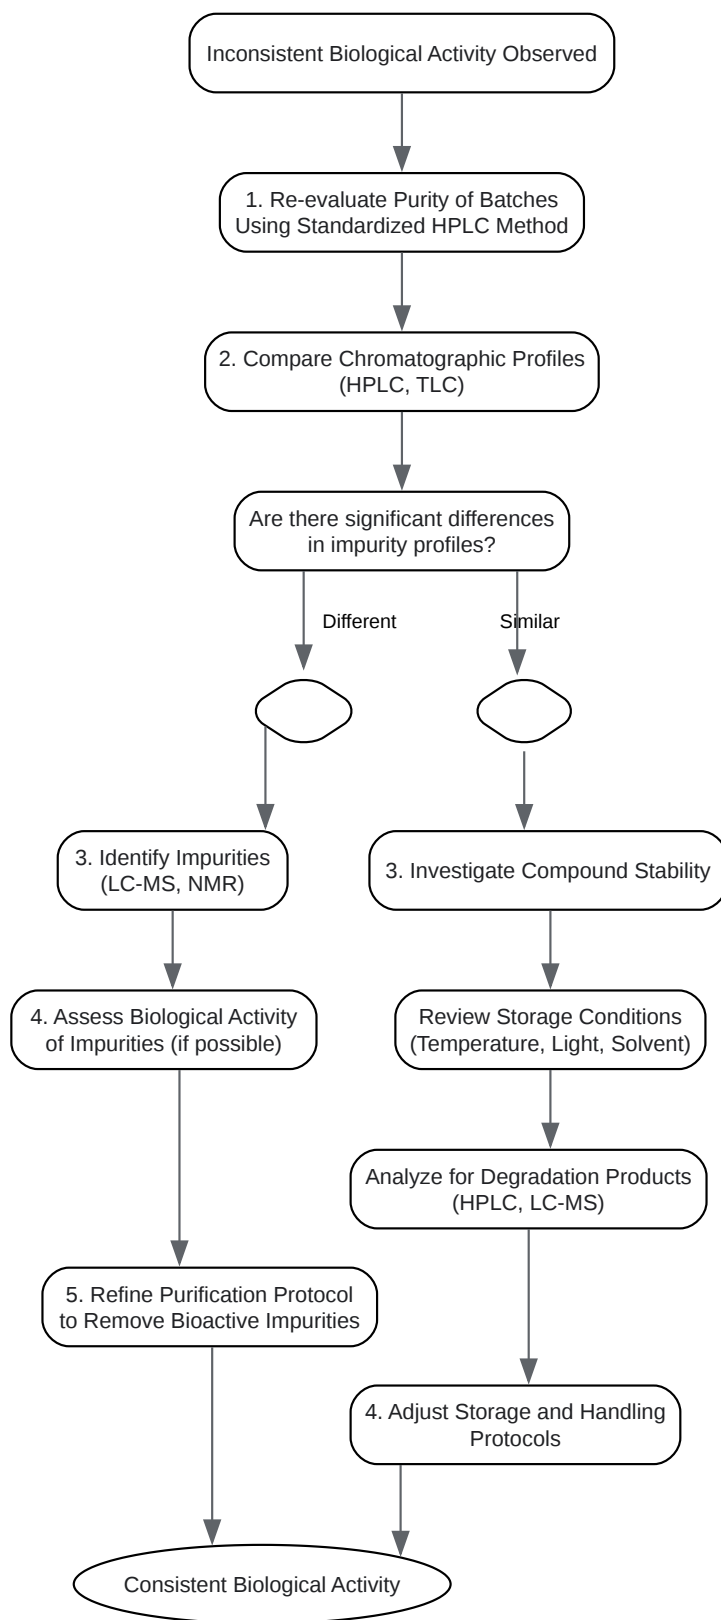 Inconsistent Biological Activity Observed
1. Re-evaluate Purity of Batches
Using Standardized HPLC Method
2. Compare Chromatographic Profiles
(HPLC, TLC)
Are there significant differences
in impurity profiles?
Different
Similar
3. Identify Impurities
(LC-MS, NMR)
3. Investigate Compound Stability
4. Assess Biological Activity
of Impurities (if possible)
Review Storage Conditions
(Temperature, Light, Solvent)
Analyze for Degradation Products
(HPLC, LC-MS)
5. Refine Purification Protocol
to Remove Bioactive Impurities
4. Adjust Storage and Handling
Protocols
Consistent Biological Activity